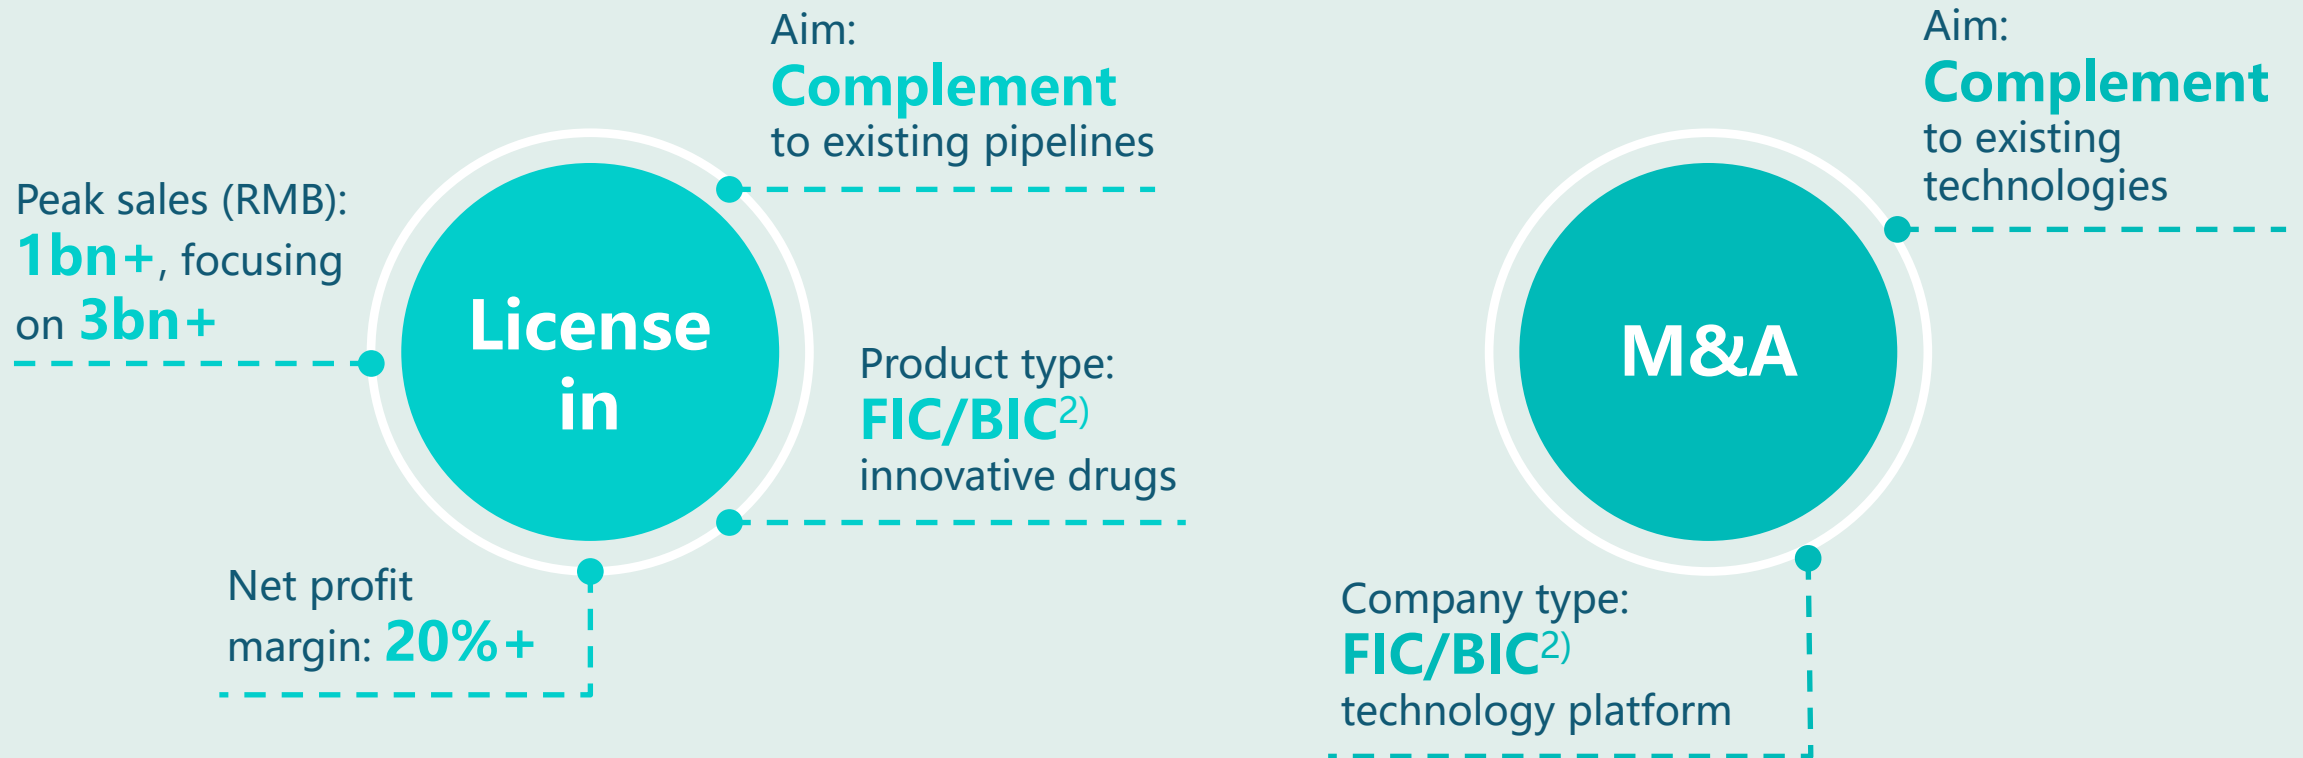 Aim:
Complement
to existing pipelines
Peak sales (RMB):
1bn+, focusing
on 3bn+
License
in
Product type:
FIC/BIC2)
innovative drugs
Net profit
margin: 20%+
Aim:
Complement
to existing
technologies
M&A
Company type:
FIC/BIC2)
technology platform